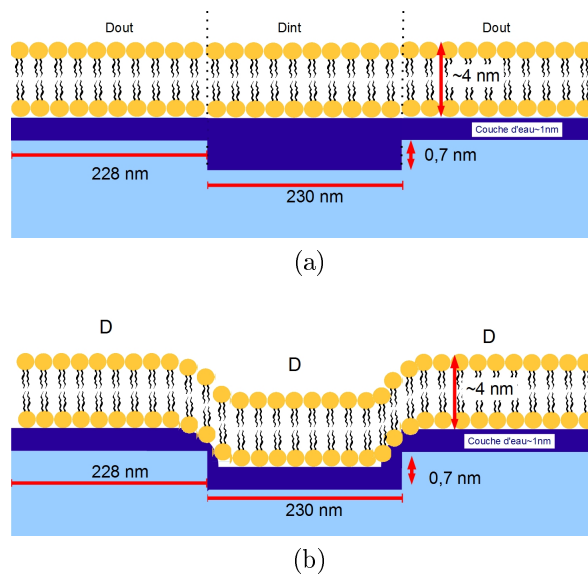 Dout Dint Dout
~4 nm
Couche d'eau~1nm
228 nm
0,7 nm
230 nm
(a)
D D D
~4 nm
Couche d'eau~1nm
228 nm
0,7 nm
230 nm
(b)